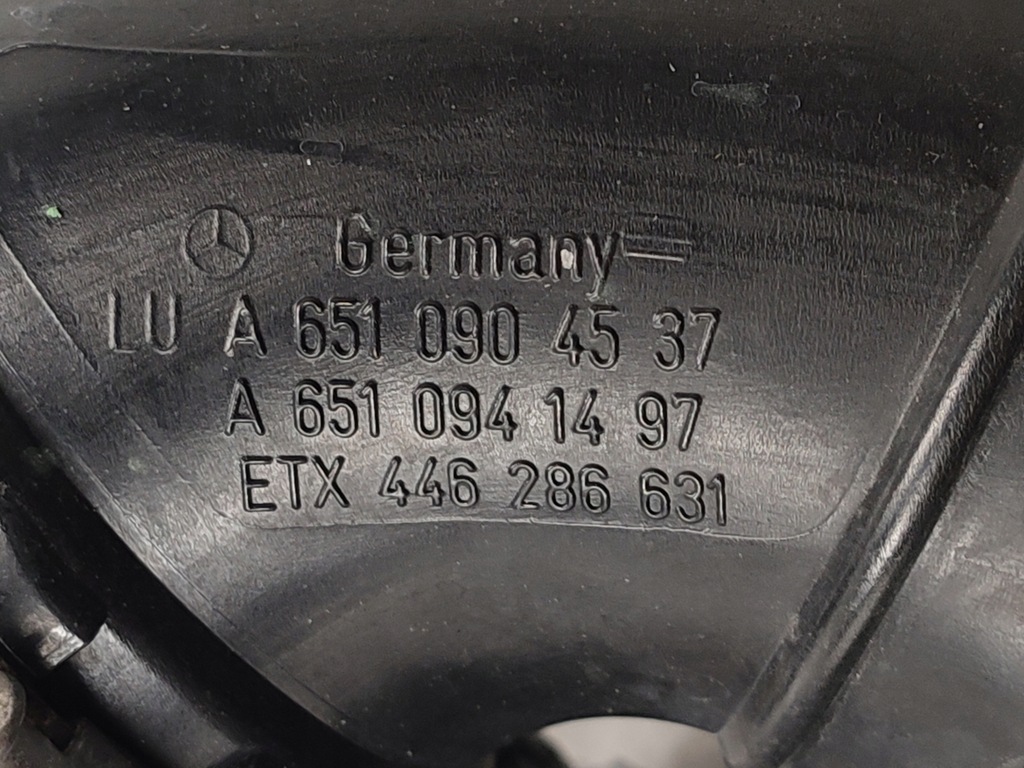 Germany
LU A 651 090 45 37
A 651 094 14 97
ETX 446 286 631